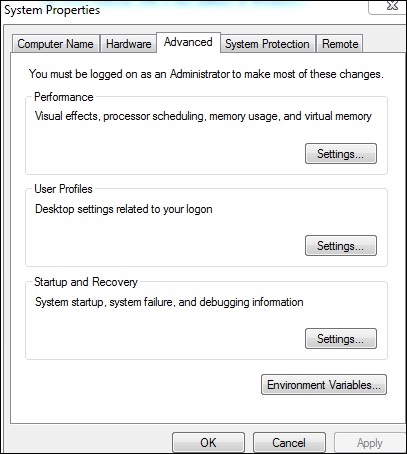 System Properties
Computer Name Hardware Advanced System Protection Remote
You must be logged on as an Administrator to make most of these changes.
Performance
Visual effects, processor scheduling, memory usage, and virtual memory
Settings...
User Profiles
Desktop settings related to your logon
Settings...
Startup and Recovery
System startup, system failure, and debugging information
Settings...
Environment Variables...
OK Cancel Apply